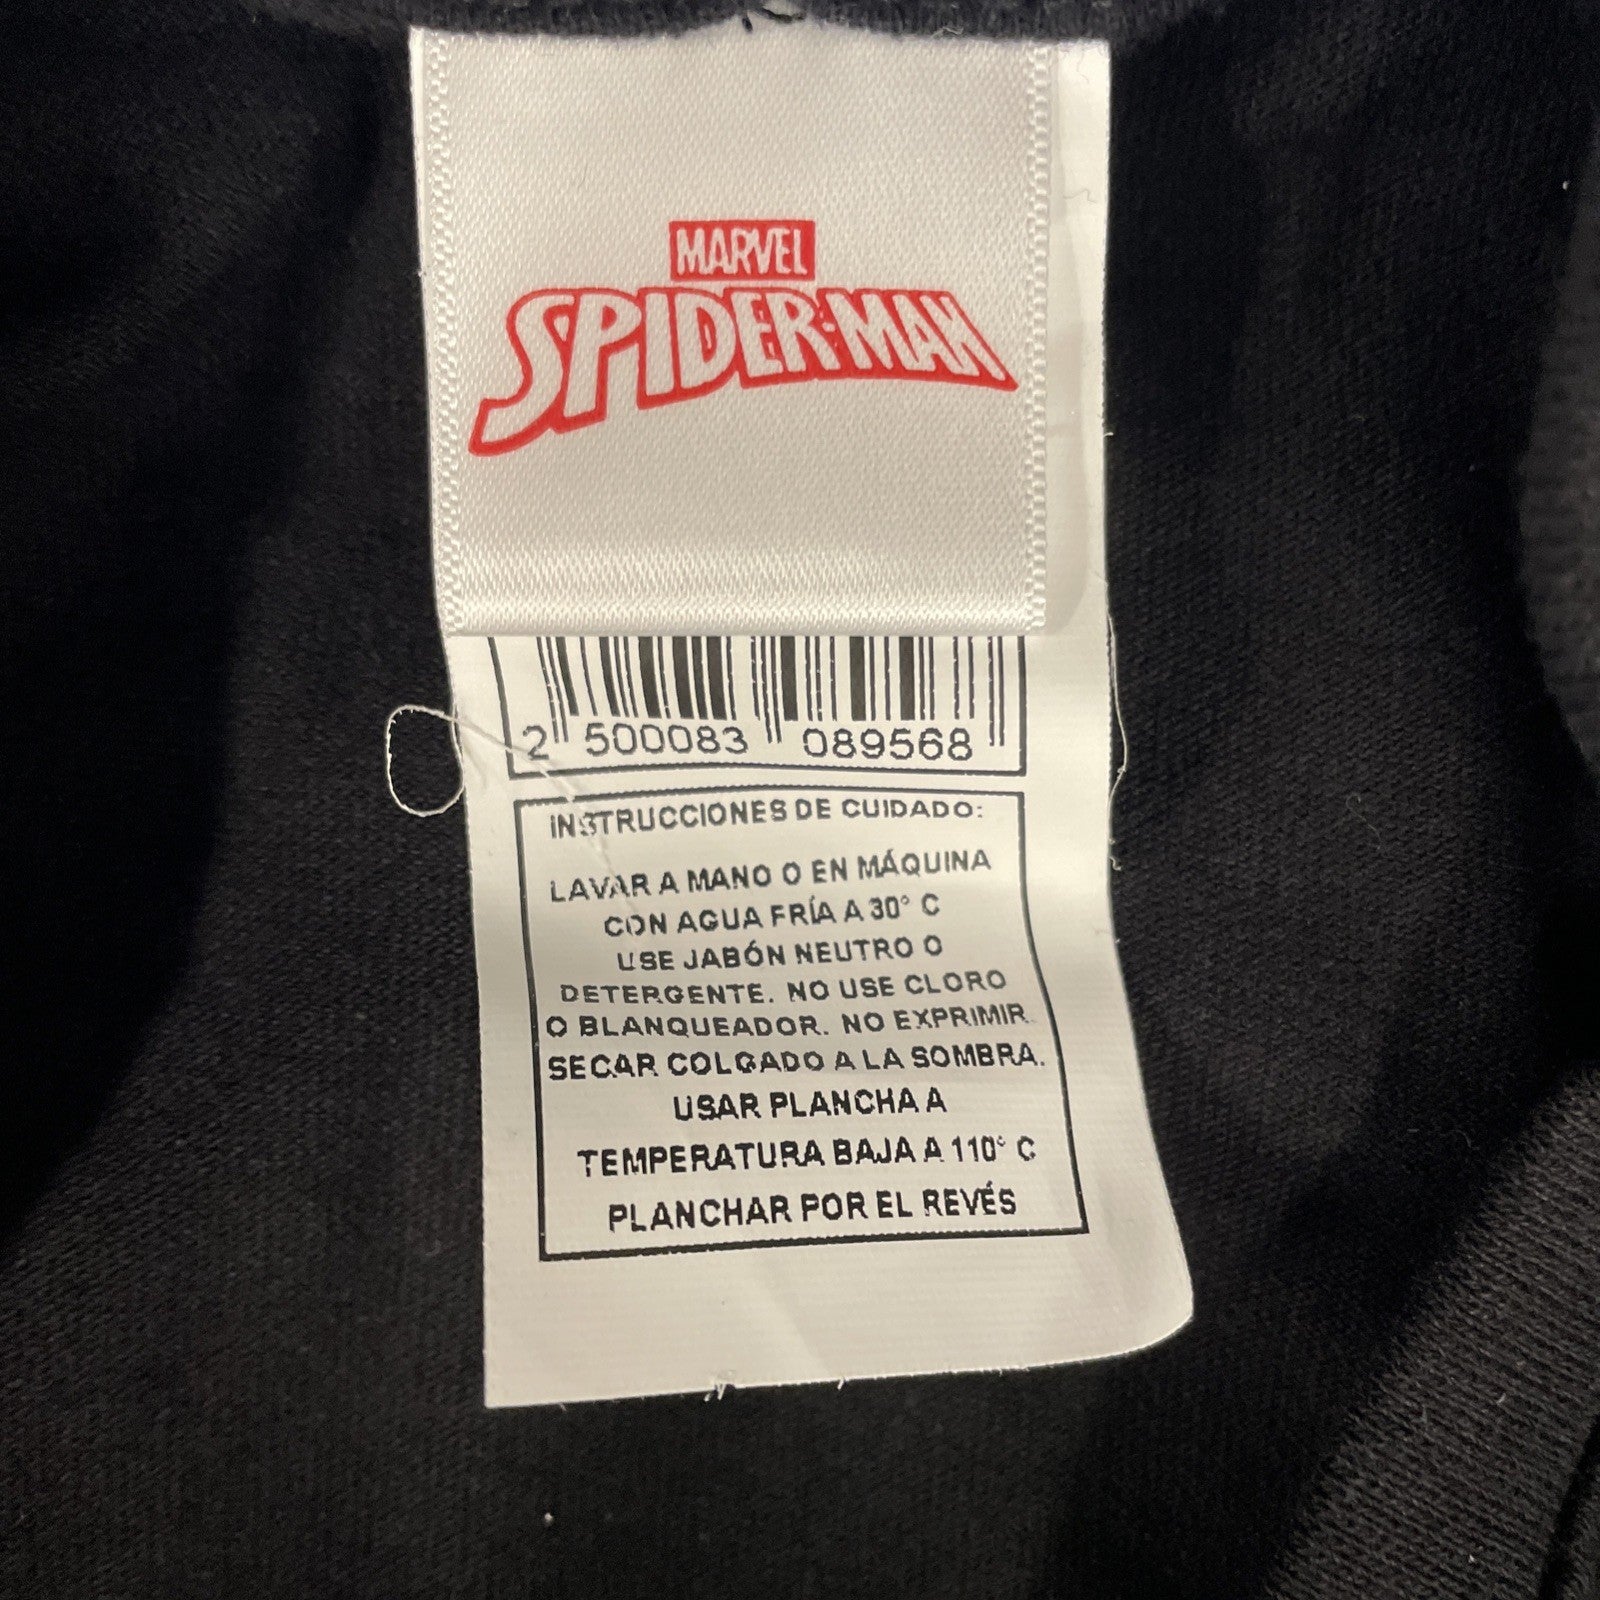 MARVEL
SPIDER-MAN
2 500083 089568
INSTRUCCIONES DE CUIDADO:
LAVAR A MANO O EN MÁQUINA
CON AGUA FRÍA A 30° C
USE JABÓN NEUTRO O
DETERGENTE. NO USE CLORO
O BLANQUEADOR. NO EXPRIMIR.
SECAR COLGADO A LA SOMBRA.
USAR PLANCHA A
TEMPERATURA BAJA A 110° C
PLANCHAR POR EL REVÉS